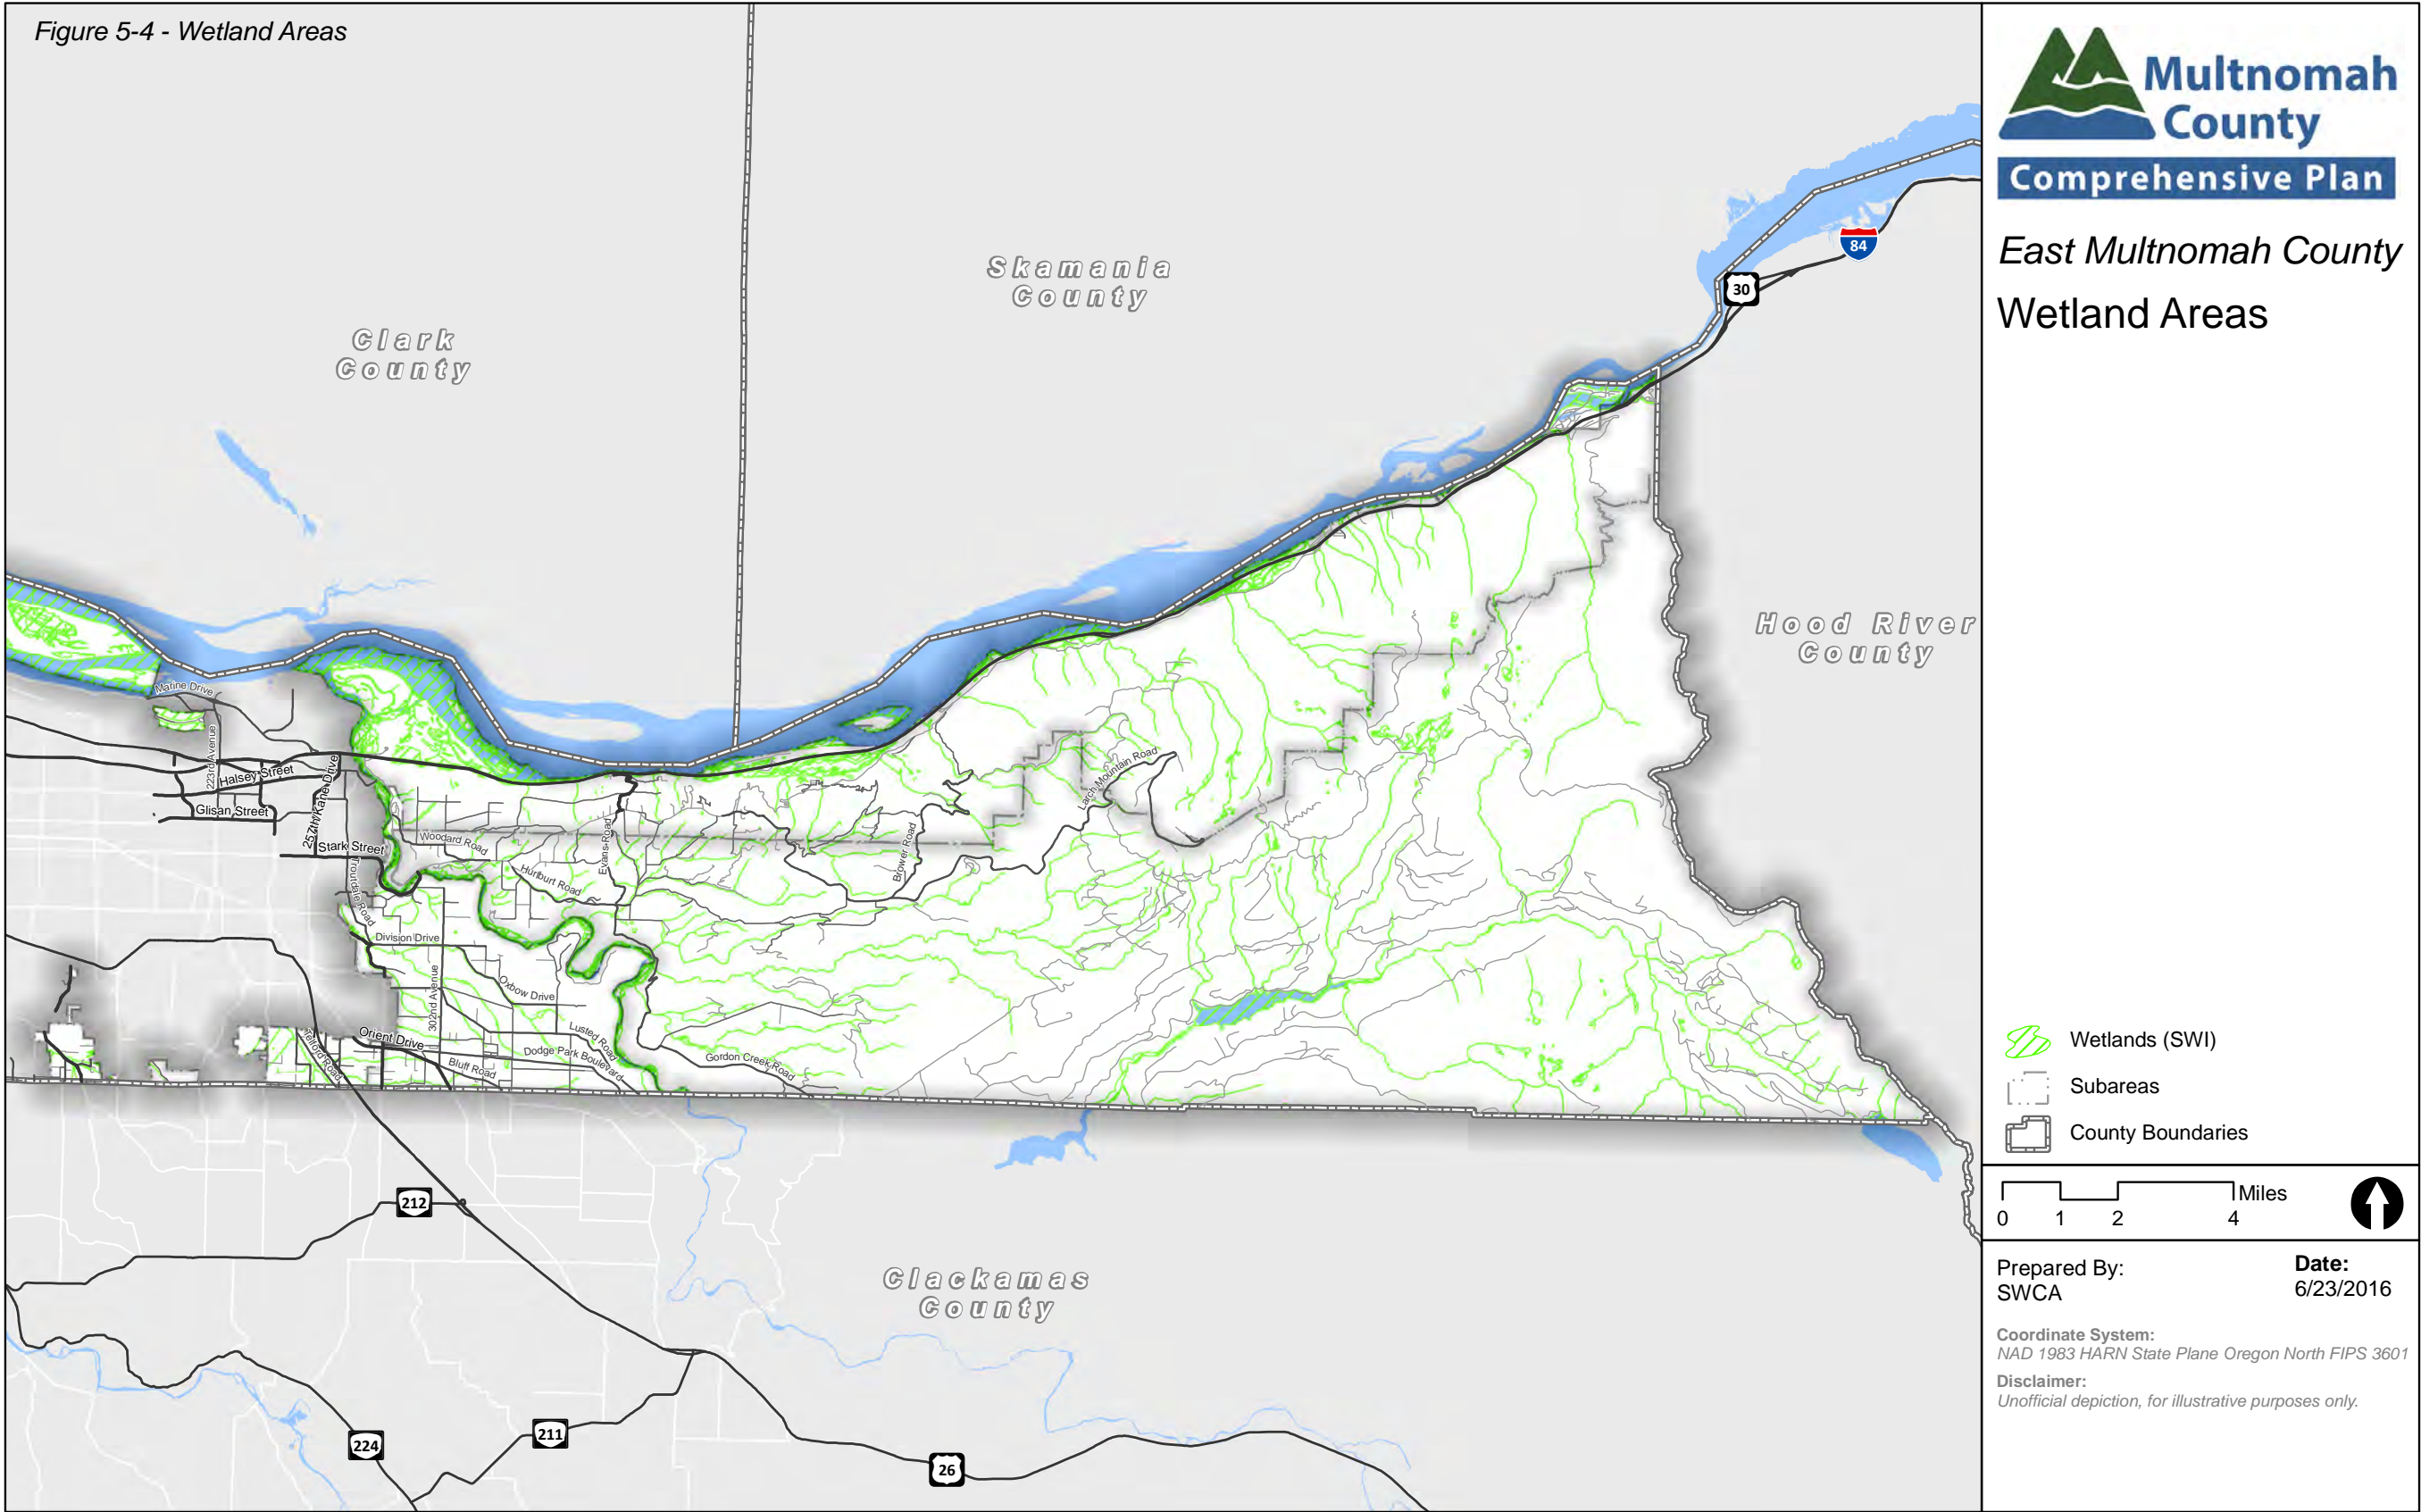 Figure 5-4 - Wetland Areas
Clark
County
Skamania
County
Hood River
County
Clackamas
County
84
30
Marine Drive
223rd Avenue
Halsey Street
Glisan Street
257th/Kane Drive
Stark Street
Troutdale Road
Woodard Road
Hurlburt Road
Evans Road
Brower Road
Larch Mountain Road
Division Drive
302nd Avenue
Oxbow Drive
Lusted Road
Orient Drive
Telford Road
Bluff Road
Dodge Park Boulevard
Gordon Creek Road
212
224
211
26
Multnomah
County
Comprehensive Plan
East Multnomah County
Wetland Areas
Wetlands (SWI)
Subareas
County Boundaries
Miles
0 1 2 4
Prepared By:
SWCA
Date:
6/23/2016
Coordinate System:
NAD 1983 HARN State Plane Oregon North FIPS 3601
Disclaimer:
Unofficial depiction, for illustrative purposes only.